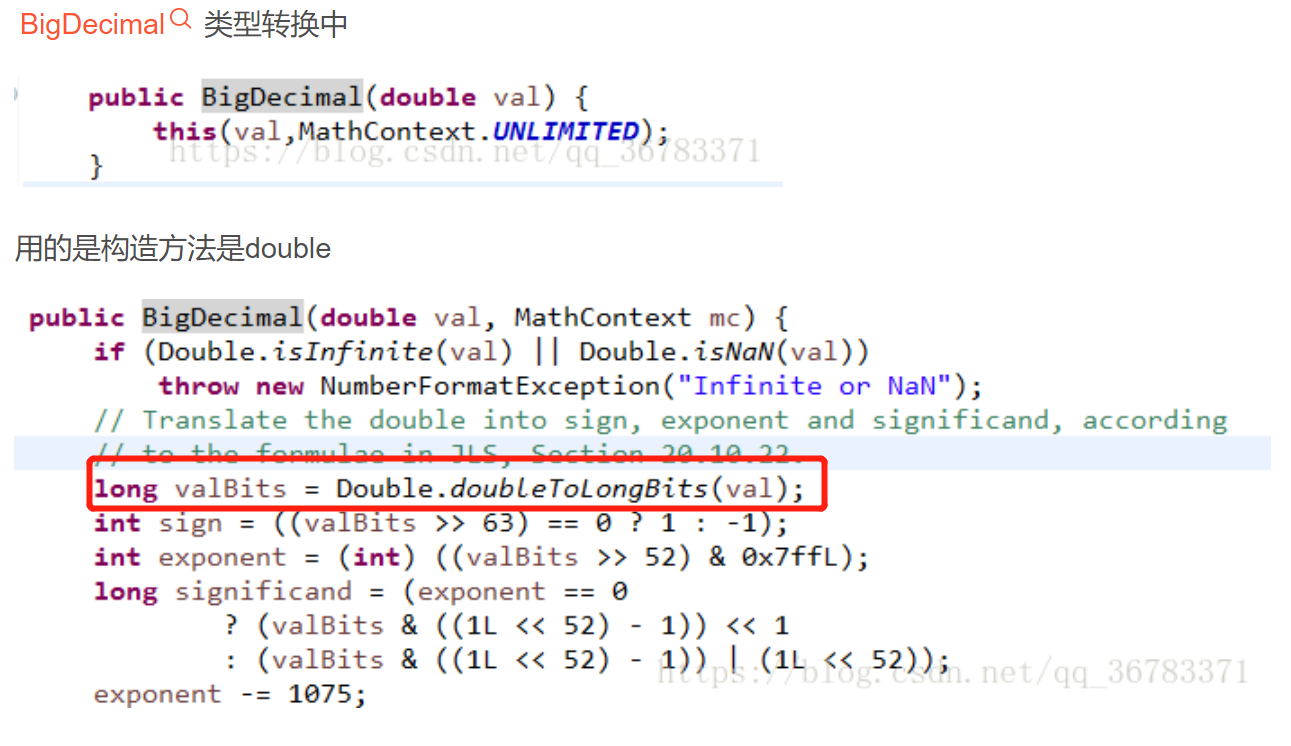 BigDecimal 类型转换中
public BigDecimal(double val) {
this(val,MathContext.UNLIMITED);
https://blog.csdn.net/qq_36783371
}
用的是构造方法是double
public BigDecimal(double val, MathContext mc) {
if (Double.isInfinite(val) || Double.isNaN(val))
throw new NumberFormatException("Infinite or NaN");
// Translate the double into sign, exponent and significand, according
// to the formulae in JLS, Section 20.10.22.
long valBits = Double.doubleToLongBits(val);
int sign = ((valBits >> 63) == 0 ? 1 : -1);
int exponent = (int) ((valBits >> 52) & 0x7ffL);
long significand = (exponent == 0
? (valBits & ((1L << 52) - 1)) << 1
: (valBits & ((1L << 52) - 1)) | (1L << 52));
https://blog.csdn.net/qq_36783371
exponent -= 1075;